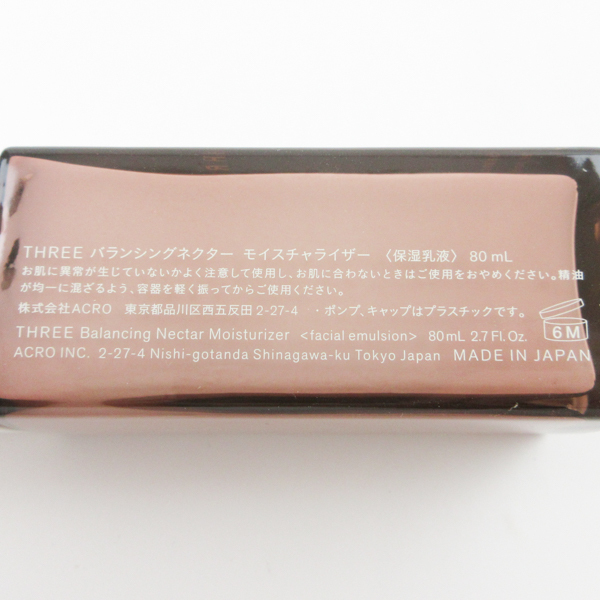 THREE バランシングネクター モイスチャライザー 〈保湿乳液〉 80 mL
お肌に異常が生じていないかよく注意して使用し、お肌に合わないときはご使用をおやめください。精油
が均一に混ざるよう、容器を軽く振ってからご使用ください。
株式会社ACRO 東京都品川区西五反田 2-27-4 ・ポンプ、キャップはプラスチックです。
6M
THREE Balancing Nectar Moisturizer <facial emulsion> 80 mL 2.7 Fl. Oz.
ACRO INC. 2-27-4 Nishi-gotanda Shinagawa-ku Tokyo Japan MADE IN JAPAN